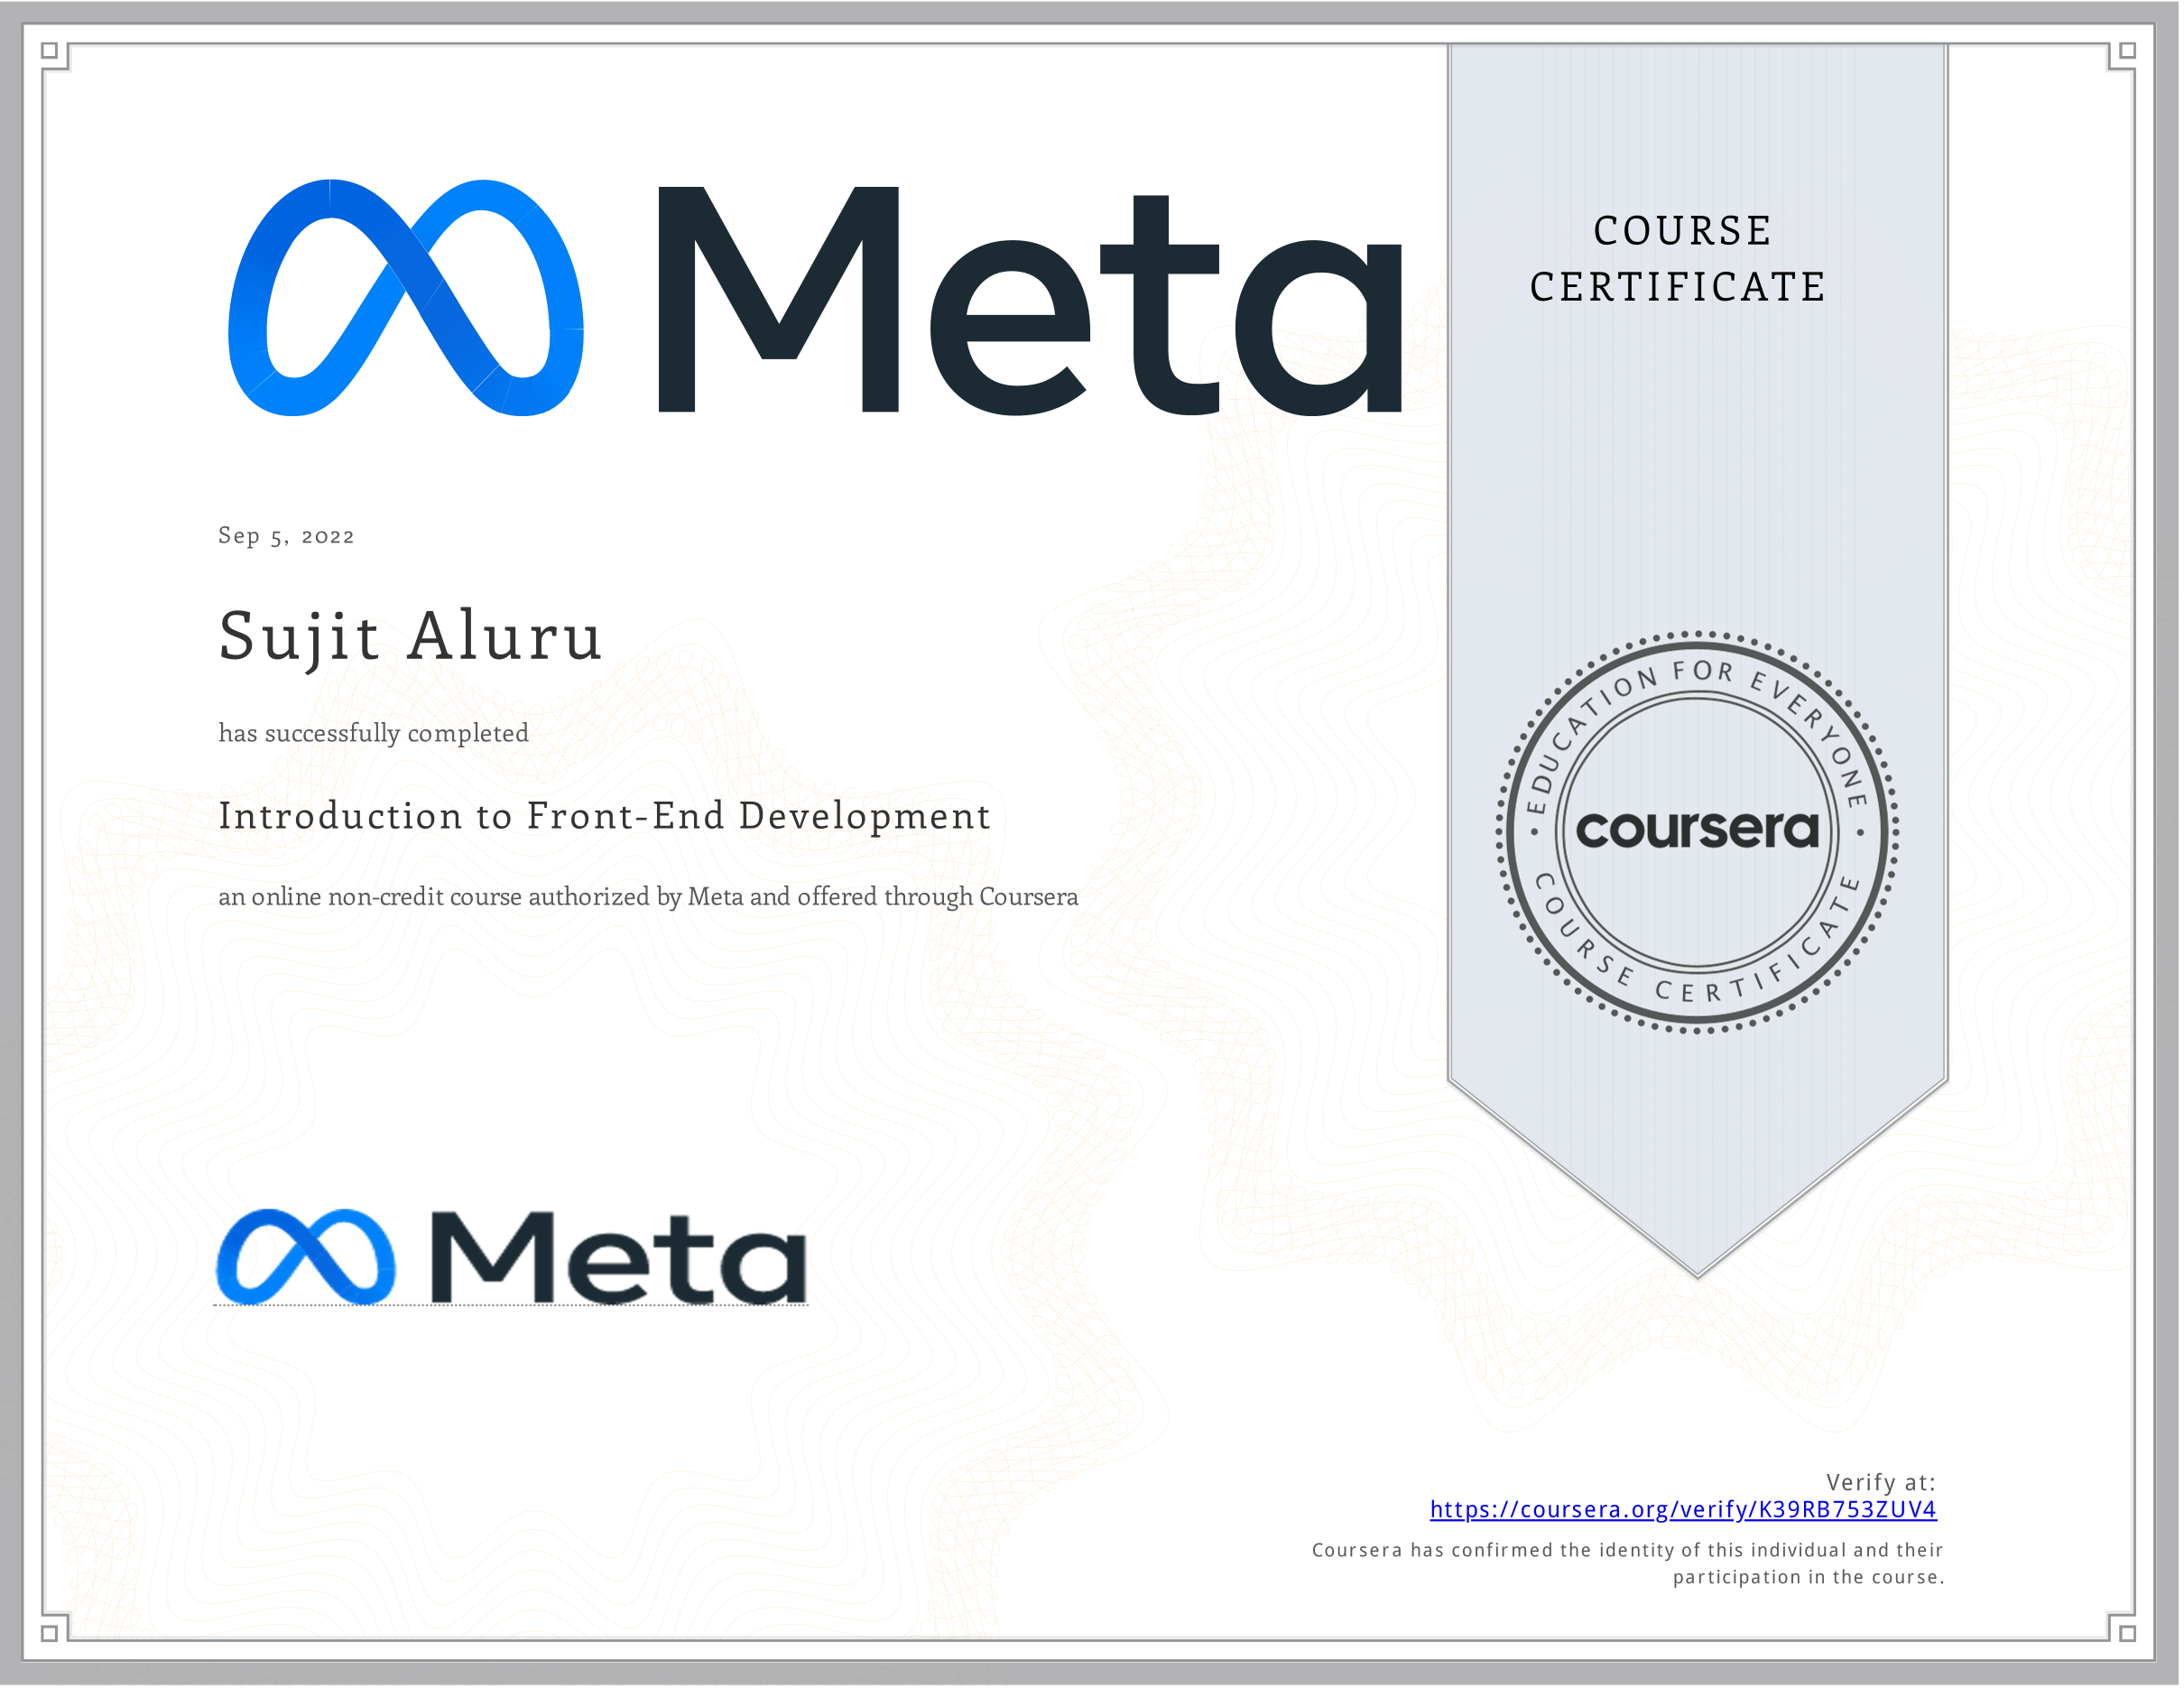 Meta
COURSE
CERTIFICATE
Sep 5, 2022
Sujit Aluru
has successfully completed
Introduction to Front-End Development
an online non-credit course authorized by Meta and offered through Coursera
EDUCATION FOR EVERYONE
coursera
COURSE CERTIFICATE
Meta
Verify at:
https://coursera.org/verify/K39RB753ZUV4
Coursera has confirmed the identity of this individual and their
participation in the course.